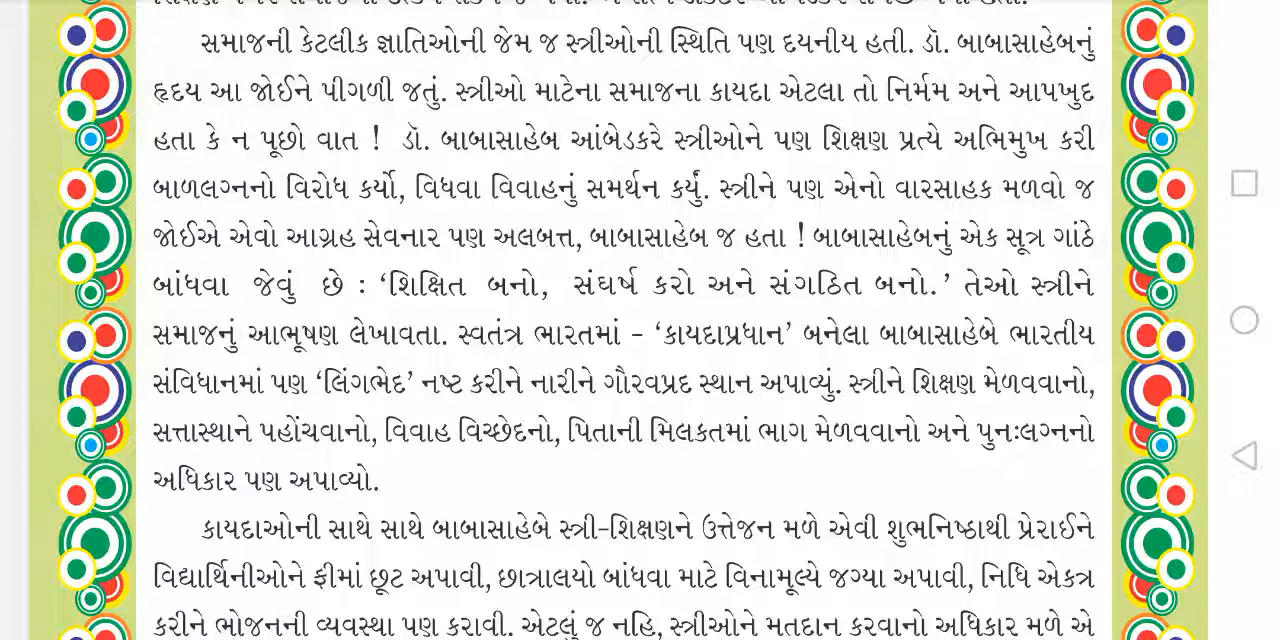 સમાજની કેટલીક જ્ઞાતિઓની જેમ જ સ્ત્રીઓની સ્થિતિ પણ દયનીય હતી. ડૉ. બાબાસાહેબનું
હૃદય આ જોઈને પીગળી જતું. સ્ત્રીઓ માટેના સમાજના કાયદા એટલા તો નિર્મમ અને આપખુદ
હતા કે ન પૂછો વાત ! ડૉ. બાબાસાહેબ આંબેડકરે સ્ત્રીઓને પણ શિક્ષણ પ્રત્યે અભિમુખ કરી
બાળલગ્નનો વિરોધ કર્યો, વિધવા વિવાહનું સમર્થન કર્યું. સ્ત્રીને પણ એનો વારસાહક મળવો જ
જોઈએ એવો આગ્રહ સેવનાર પણ અલબત્ત, બાબાસાહેબ જ હતા ! બાબાસાહેબનું એક સૂત્ર ગાંઠે
બાંધવા જેવું છે : ‘શિક્ષિત બનો, સંઘર્ષ કરો અને સંગઠિત બનો.’ તેઓ સ્ત્રીને
સમાજનું આભૂષણ લેખાવતા. સ્વતંત્ર ભારતમાં - ‘કાયદાપ્રધાન’ બનેલા બાબાસાહેબે ભારતીય
સંવિધાનમાં પણ ‘લિંગભેદ’ નષ્ટ કરીને નારીને ગૌરવપ્રદ સ્થાન અપાવ્યું. સ્ત્રીને શિક્ષણ મેળવવાનો,
સત્તાસ્થાને પહોંચવાનો, વિવાહ વિચ્છેદનો, પિતાની મિલકતમાં ભાગ મેળવવાનો અને પુનઃલગ્નનો
અધિકાર પણ અપાવ્યો.
કાયદાઓની સાથે સાથે બાબાસાહેબે સ્ત્રી-શિક્ષણને ઉત્તેજન મળે એવી શુભનિષ્ઠાથી પ્રેરાઈને
વિદ્યાર્થિનીઓને ફીમાં છૂટ અપાવી, છાત્રાલયો બાંધવા માટે વિનામૂલ્યે જગ્યા અપાવી, નિધિ એકત્ર
કરીને ભોજનની વ્યવસ્થા પણ કરાવી. એટલું જ નહિ, સ્ત્રીઓને મતદાન કરવાનો અધિકાર મળે એ